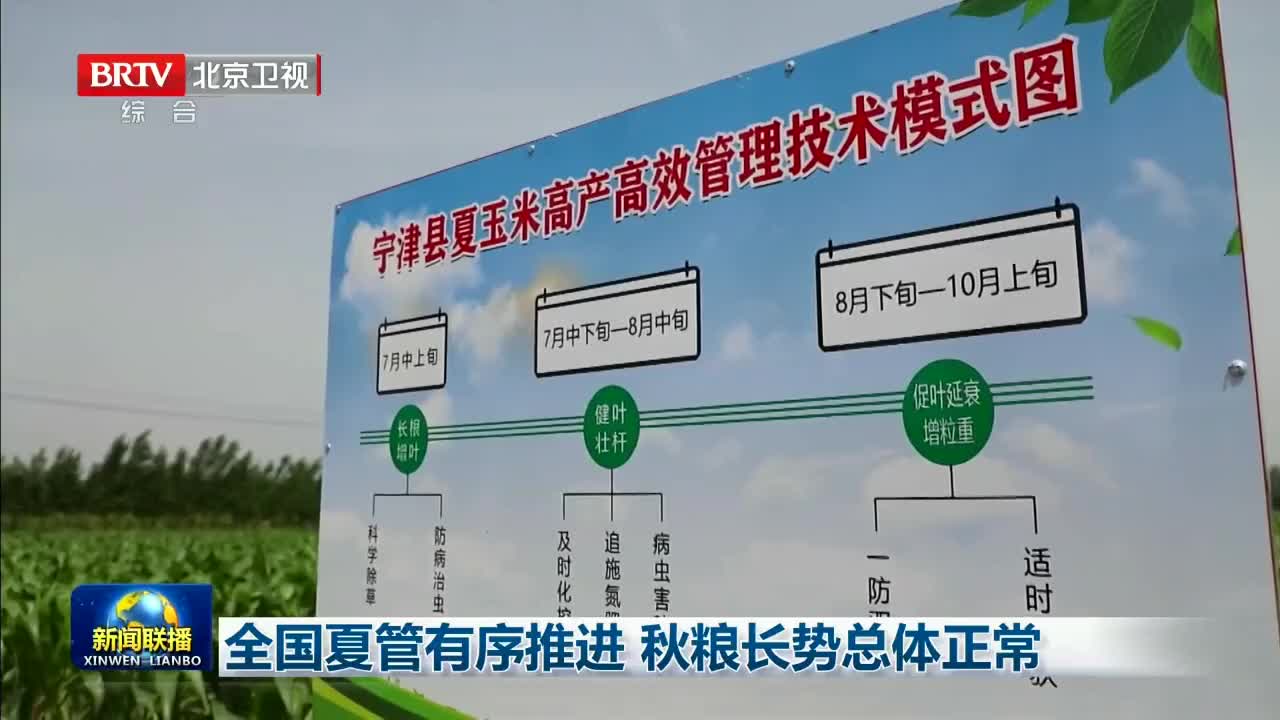 BRTV 北京卫视
综合
宁津县夏玉米高产高效管理技术模式图
7月中上旬
7月中下旬—8月中旬
8月下旬—10月上旬
长根
增叶
健叶
壮杆
促叶延衰
增粒重
科学除草
防病治虫
及时化控
追施氮肥
病虫害
一防
适时
新闻联播
XINWEN LIANBO
全国夏管有序推进 秋粮长势总体正常